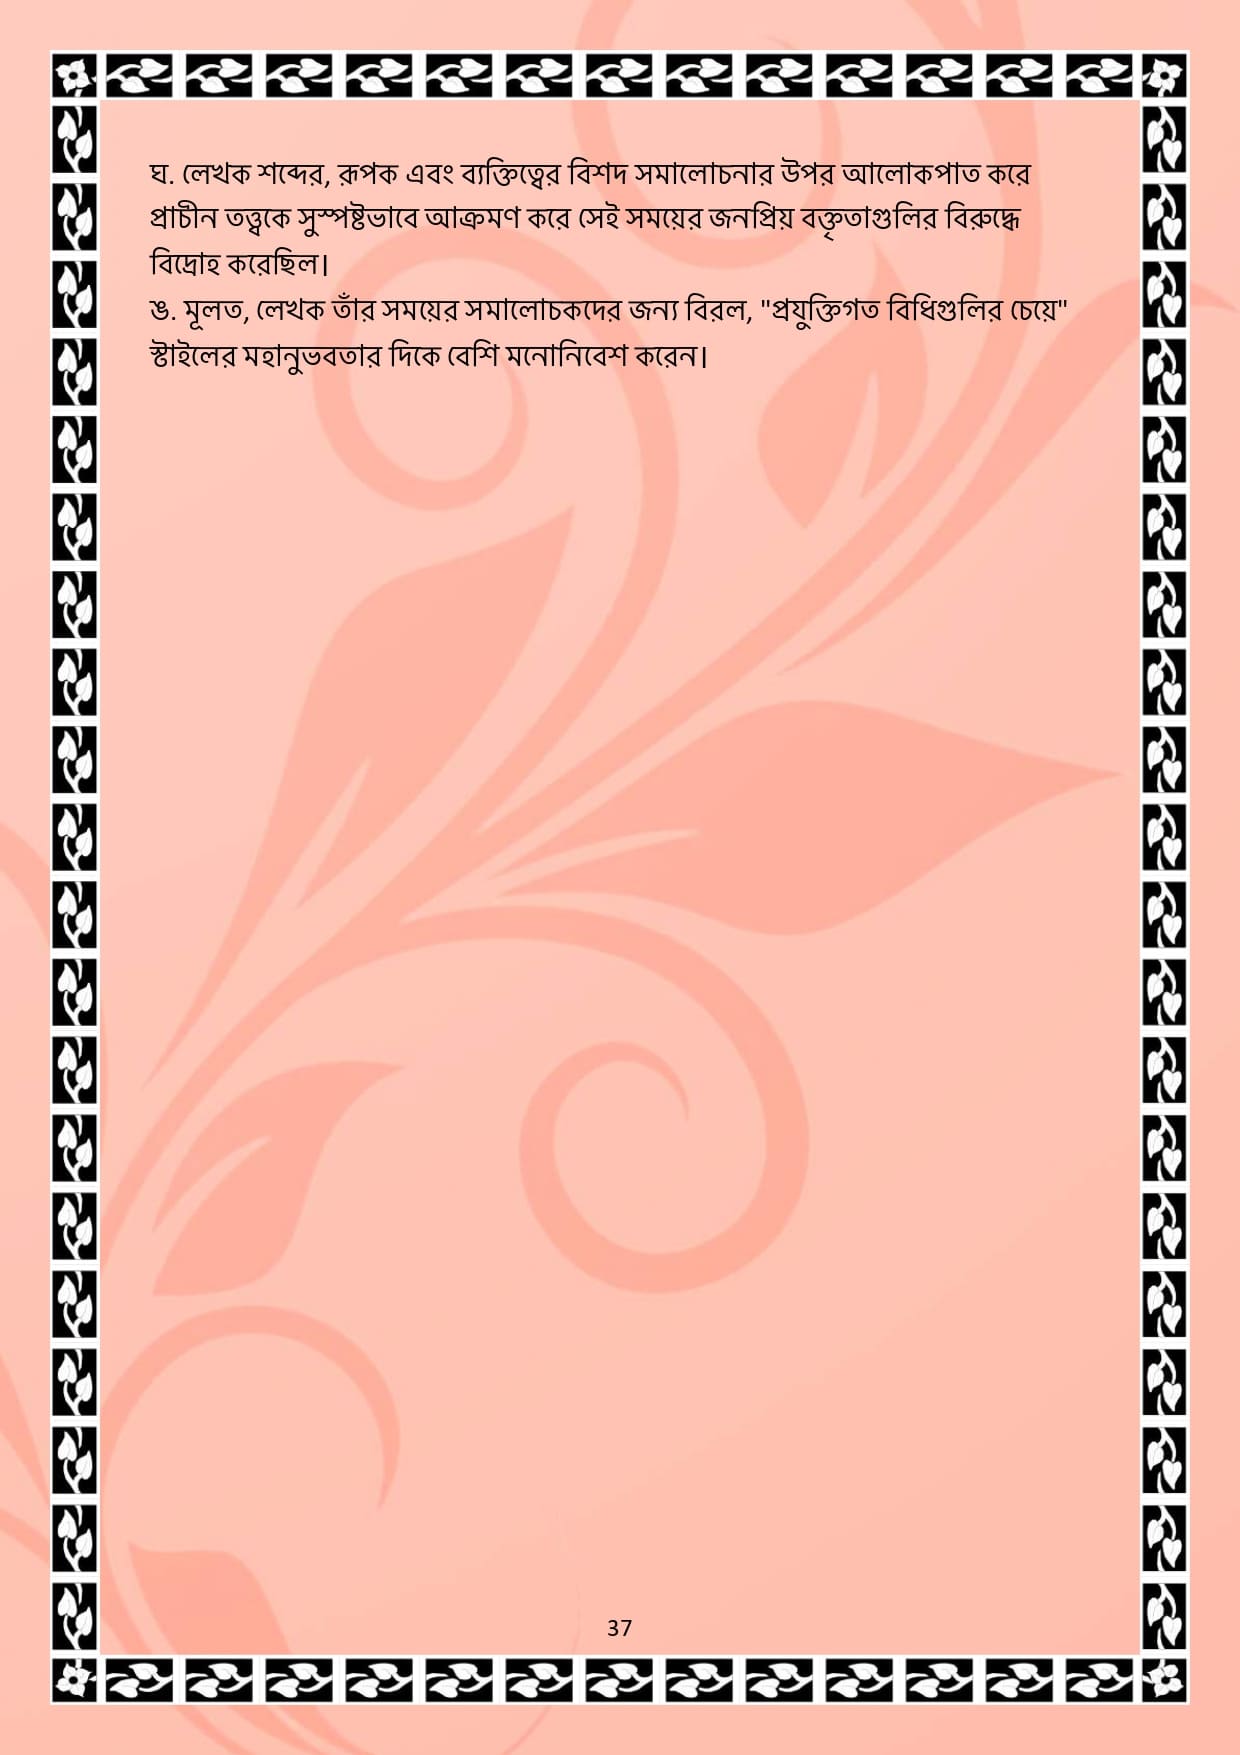 ঘ. লেখক শব্দের, রূপক এবং ব্যক্তিত্বের বিশদ সমালোচনার উপর আলোকপাত করে
প্রাচীন তত্ত্বকে সুস্পষ্টভাবে আক্রমণ করে সেই সময়ের জনপ্রিয় বক্তৃতাগুলির বিরুদ্ধে
বিদ্রোহ করেছিল।
ঙ. মূলত, লেখক তাঁর সময়ের সমালোচকদের জন্য বিরল, "প্রযুক্তিগত বিধিগুলির চেয়ে"
স্টাইলের মহানুভবতার দিকে বেশি মনোনিবেশ করেন।
37